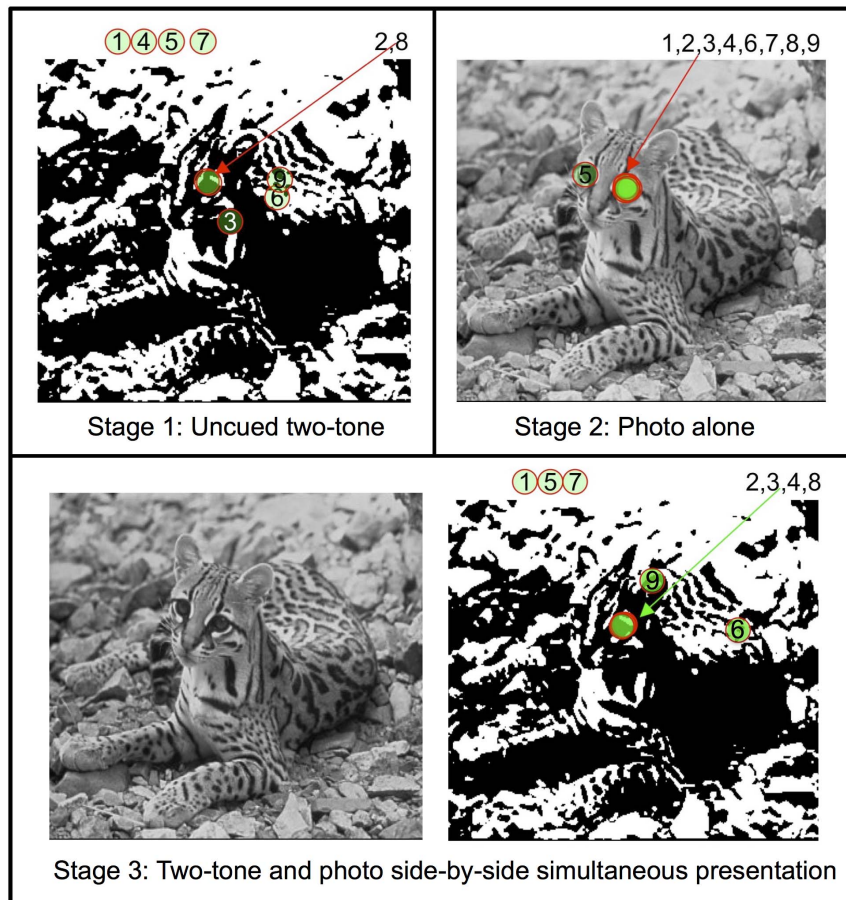 1 4 5 7
2,8
9
6
3
Stage 1: Uncued two-tone
1,2,3,4,6,7,8,9
5
Stage 2: Photo alone
1 5 7
2,3,4,8
9
6
Stage 3: Two-tone and photo side-by-side simultaneous presentation